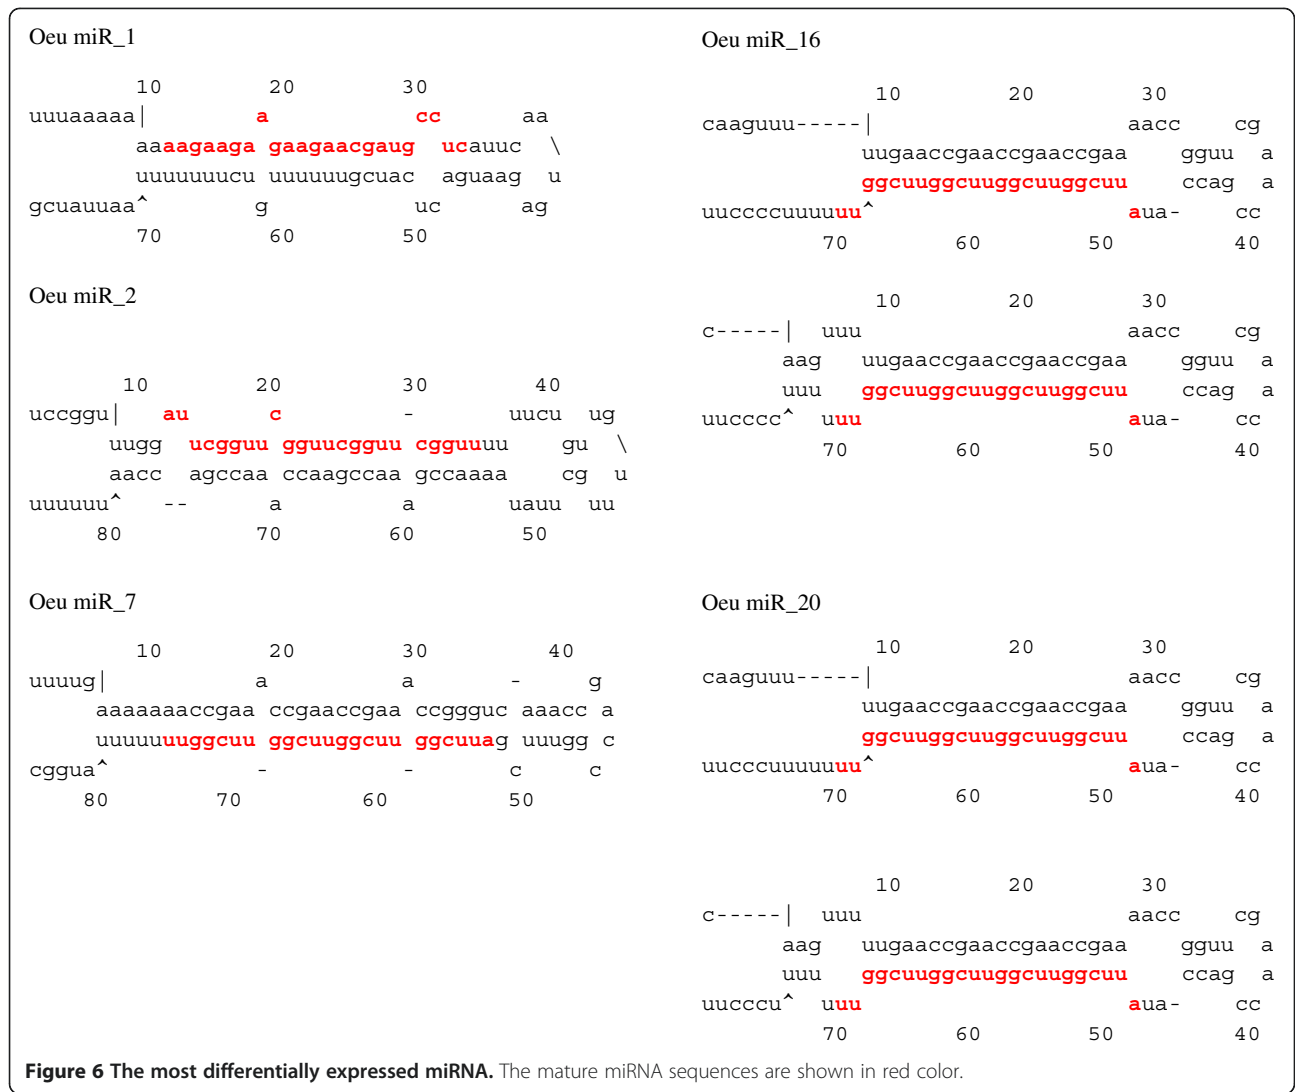 Oeu miR_1
        10        20        30
uuuaaaaa|        a           cc      aa
        aaaagaaga gaagaacgaug  ucauuc  \
        uuuuuuucu uuuuuugcuac  aguaag  u
gcuauuaa^        g           uc      ag
        70        60        50
Oeu miR_2
       10        20         30         40
uccggu|   au      c         -       uucu  ug
      uugg  ucgguu gguucgguu cgguuuu    gu  \
      aacc  agccaa ccaagccaa gccaaaa    cg  u
uuuuuu^   --      a         a       uauu  uu
     80          70        60        50
Oeu miR_7
        10        20        30         40
uuuug|           a          a       -     g
     aaaaaaaccgaa ccgaaccgaa ccggguc aaacc a
     uuuuuuuggcuu ggcuuggcuu ggcuuag uuugg c
cggua^           -          -       c     c
    80        70         60         50
Oeu miR_16
             10        20        30
caaguuu-----|                   aacc    cg
            uugaaccgaaccgaaccgaa    gguu  a
            ggcuuggcuuggcuuggcuu    ccag  a
uuccccuuuuuu^                   aua-    cc
         70        60        50         40
             10        20        30
c-----|  uuu                    aacc    cg
      aag   uugaaccgaaccgaaccgaa    gguu  a
      uuu   ggcuuggcuuggcuuggcuu    ccag  a
uucccc^  uuu                    aua-    cc
         70        60        50         40
Oeu miR_20
             10        20        30
caaguuu-----|                   aacc    cg
            uugaaccgaaccgaaccgaa    gguu  a
            ggcuuggcuuggcuuggcuu    ccag  a
uucccuuuuuuu^                   aua-    cc
         70        60        50         40
             10        20        30
c-----|  uuu                    aacc    cg
      aag   uugaaccgaaccgaaccgaa    gguu  a
      uuu   ggcuuggcuuggcuuggcuu    ccag  a
uucccu^  uuu                    aua-    cc
         70        60        50         40
Figure 6 The most differentially expressed miRNA. The mature miRNA sequences are shown in red color.